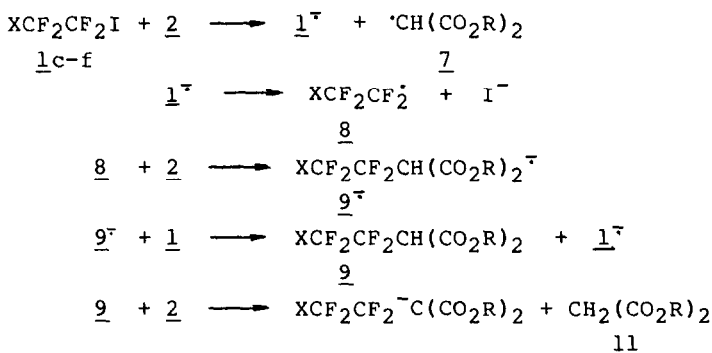 XCF₂CF₂I + 2 ⟶ 1⁻· + ·CH(CO₂R)₂
1c-f 7
1⁻· ⟶ XCF₂CF₂· + I⁻
8
8 + 2 ⟶ XCF₂CF₂CH(CO₂R)₂⁻·
9⁻·
9⁻· + 1 ⟶ XCF₂CF₂CH(CO₂R)₂ + 1⁻·
9
9 + 2 ⟶ XCF₂CF₂⁻C(CO₂R)₂ + CH₂(CO₂R)₂
11